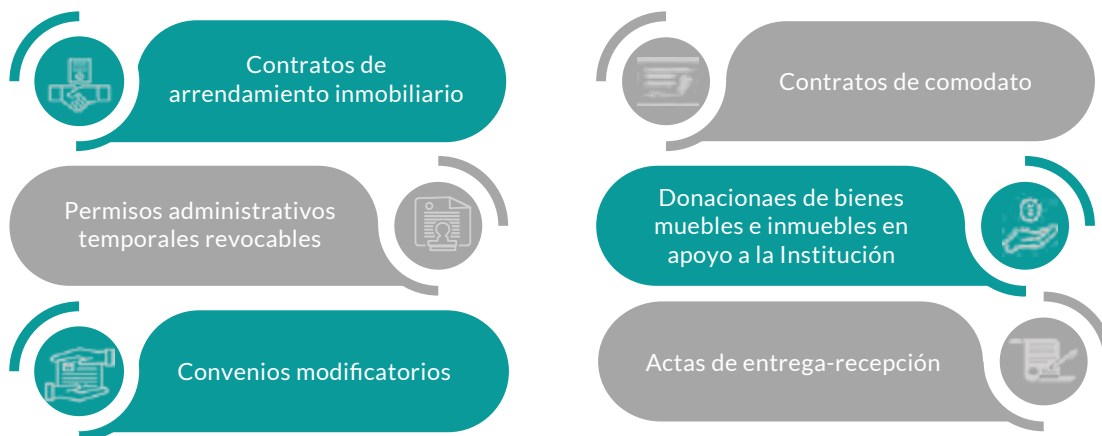 Contratos de
arrendamiento inmobiliario
Contratos de comodato
Permisos administrativos
temporales revocables
Donacionaes de bienes
muebles e inmuebles en
apoyo a la Institución
Convenios modificatorios
Actas de entrega-recepción